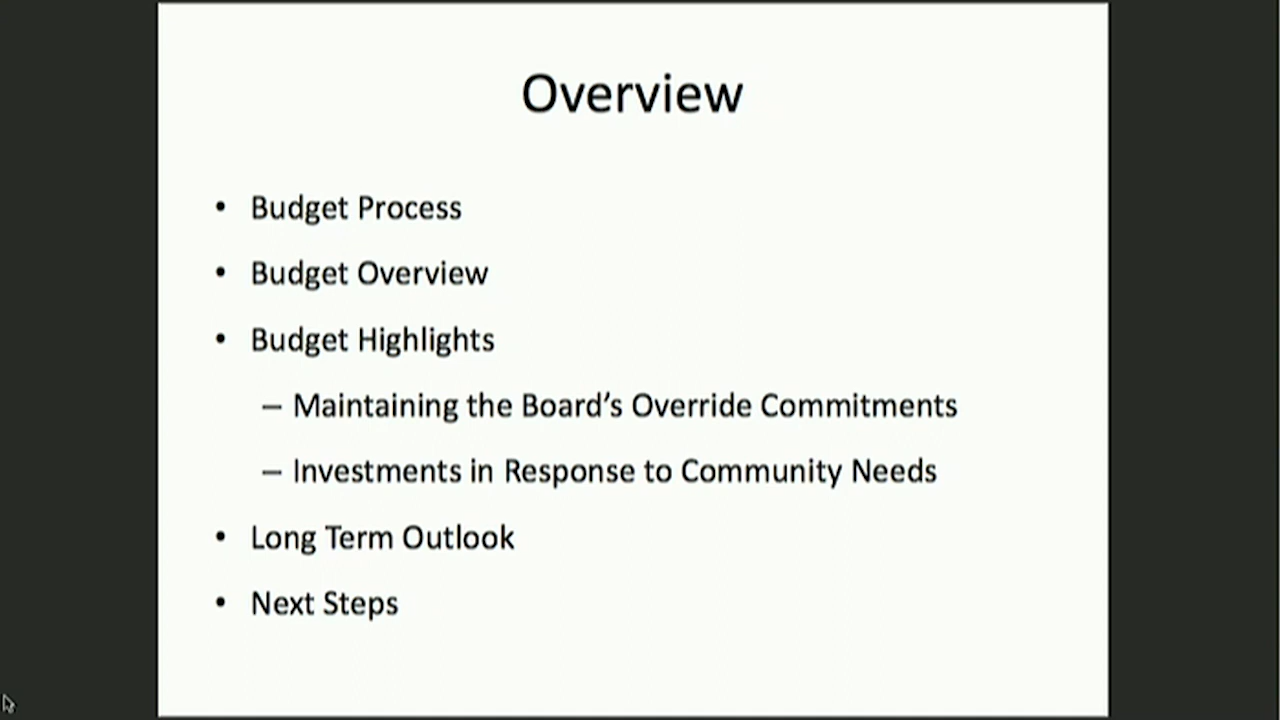 Overview
• Budget Process
• Budget Overview
• Budget Highlights
– Maintaining the Board’s Override Commitments
– Investments in Response to Community Needs
• Long Term Outlook
• Next Steps